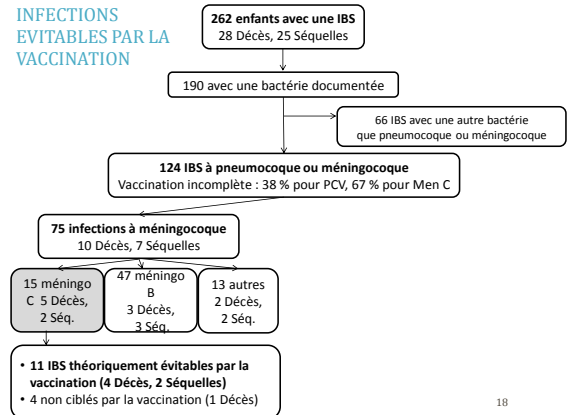 INFECTIONS
EVITABLES PAR LA
VACCINATION
262 enfants avec une IBS
28 Décès, 25 Séquelles
190 avec une bactérie documentée
66 IBS avec une autre bactérie
que pneumocoque ou méningocoque
124 IBS à pneumocoque ou méningocoque
Vaccination incomplète : 38 % pour PCV, 67 % pour Men C
75 infections à méningocoque
10 Décès, 7 Séquelles
15 méningo
C 5 Décès,
2 Séq.
47 méningo
B
3 Décès,
3 Séq.
13 autres
2 Décès,
2 Séq.
• 11 IBS théoriquement évitables par la
vaccination (4 Décès, 2 Séquelles)
• 4 non ciblés par la vaccination (1 Décès)
18